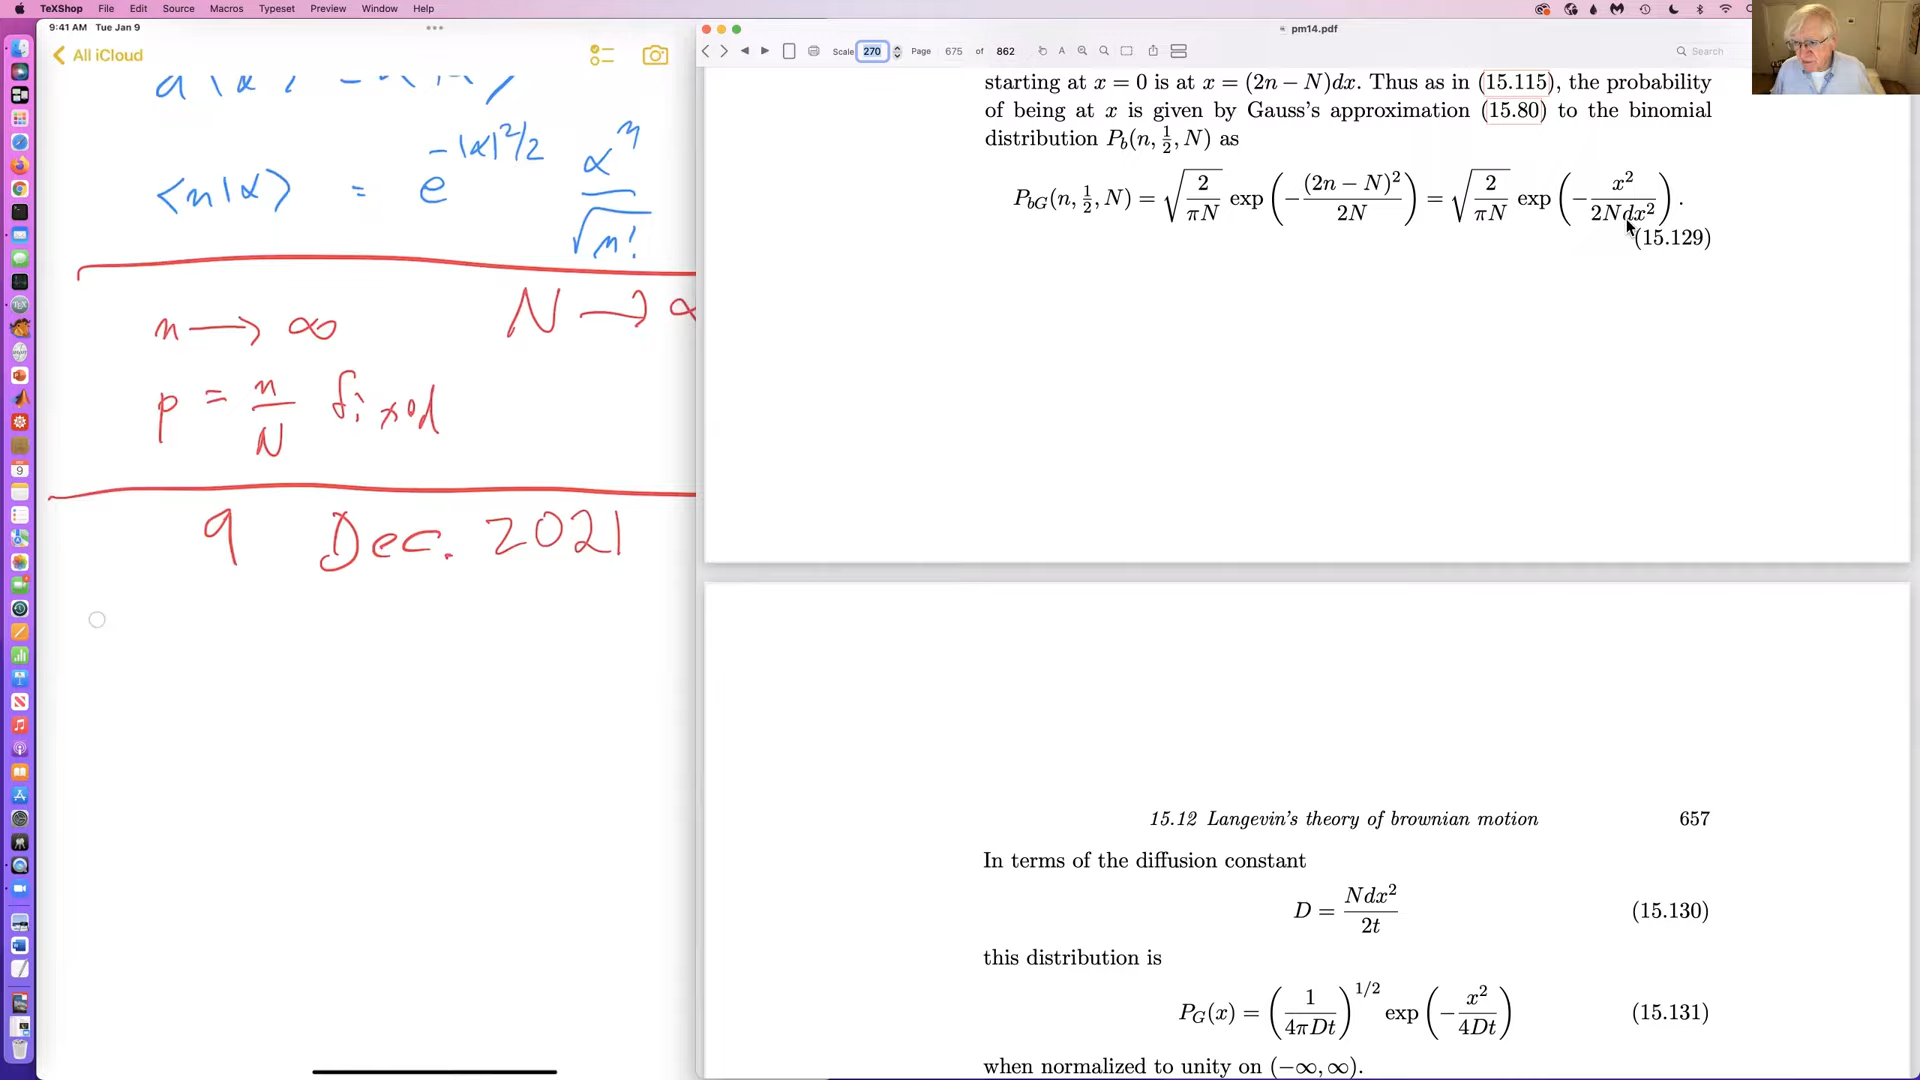 TeXShop File Edit Source Macros Typeset Preview Window Help
9:41 AM Tue Jan 9
All iCloud
⟨n|α⟩ = e^{-|α|²/2} α^n / √n!
n → ∞ N → ∞
p = n/N fixed
9 Dec. 2021
pm14.pdf
Scale 270 Page 675 of 862 Search
starting at x = 0 is at x = (2n − N)dx. Thus as in (15.115), the probability
of being at x is given by Gauss's approximation (15.80) to the binomial
distribution P_b(n, 1/2, N) as
P_{bG}(n, 1/2, N) = √(2/πN) exp(−(2n − N)²/2N) = √(2/πN) exp(−x²/2Ndx²).
(15.129)
15.12 Langevin's theory of brownian motion 657
In terms of the diffusion constant
D = Ndx²/2t (15.130)
this distribution is
P_G(x) = (1/4πDt)^{1/2} exp(−x²/4Dt) (15.131)
when normalized to unity on (−∞, ∞).